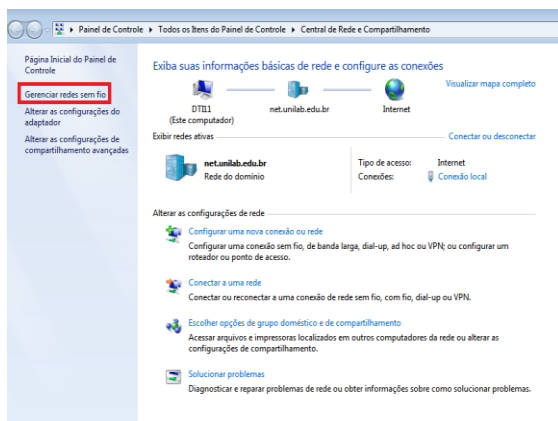 Painel de Controle ▸ Todos os Itens do Painel de Controle ▸ Central de Rede e Compartilhamento
Página Inicial do Painel de
Controle
Gerenciar redes sem fio
Alterar as configurações do
adaptador
Alterar as configurações de
compartilhamento avançadas
Exiba suas informações básicas de rede e configure as conexões
Visualizar mapa completo
DTI11
(Este computador)
net.unilab.edu.br
Internet
Exibir redes ativas
Conectar ou desconectar
net.unilab.edu.br
Rede do domínio
Tipo de acesso: Internet
Conexões: Conexão local
Alterar as configurações de rede
Configurar uma nova conexão ou rede
Configurar uma conexão sem fio, de banda larga, dial-up, ad hoc ou VPN; ou configurar um
roteador ou ponto de acesso.
Conectar a uma rede
Conectar ou reconectar a uma conexão de rede sem fio, com fio, dial-up ou VPN.
Escolher opções de grupo doméstico e de compartilhamento
Acessar arquivos e impressoras localizados em outros computadores da rede ou alterar as
configurações de compartilhamento.
Solucionar problemas
Diagnosticar e reparar problemas de rede ou obter informações sobre como solucionar problemas.